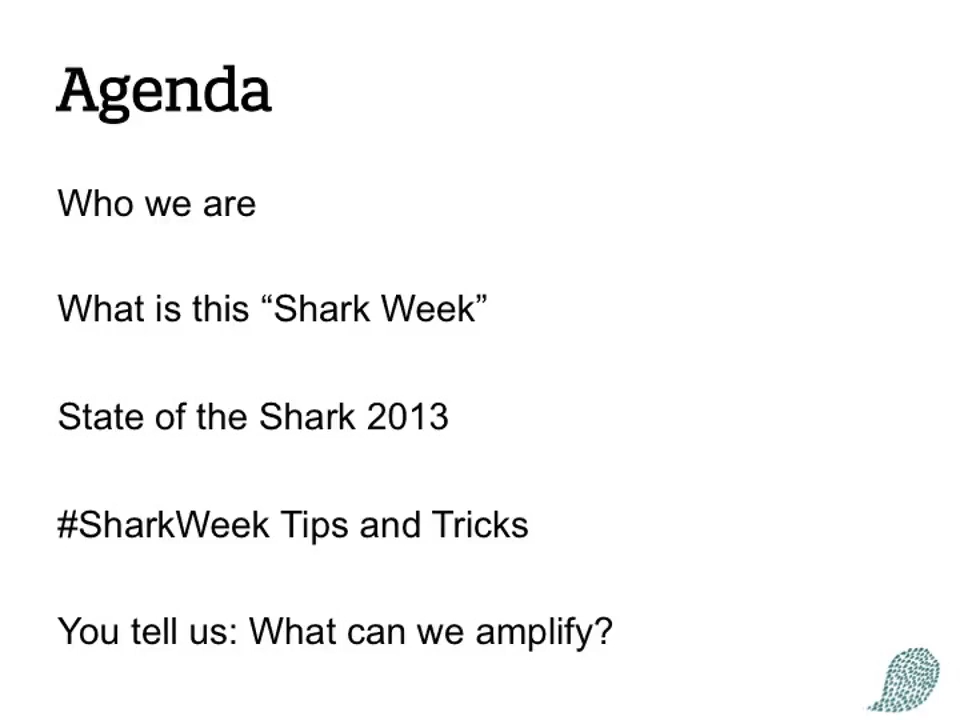 Agenda
Who we are
What is this “Shark Week”
State of the Shark 2013
#SharkWeek Tips and Tricks
You tell us: What can we amplify?